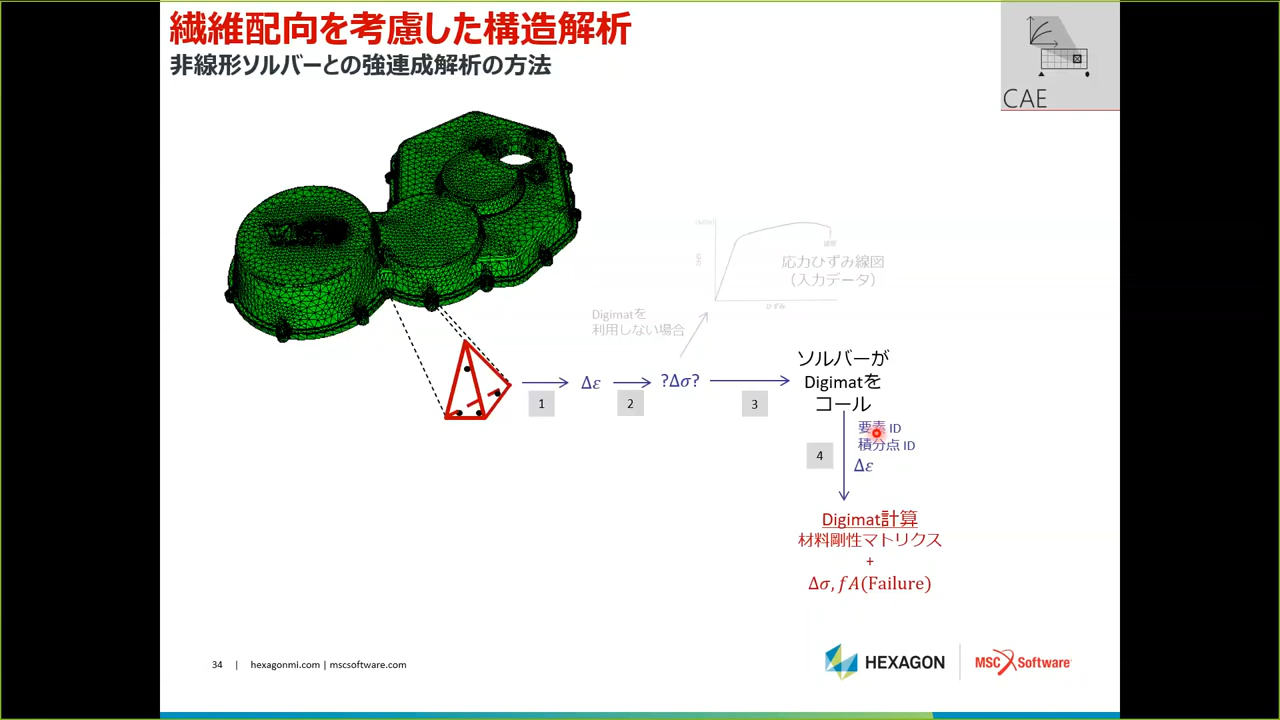 繊維配向を考慮した構造解析
非線形ソルバーとの強連成解析の方法
CAE
応力ひずみ線図
（入力データ）
ひずみ
Digimatを
利用しない場合
Δε
?Δσ?
1
2
3
ソルバーが
Digimatを
コール
要素 ID
積分点 ID
Δε
4
Digimat計算
材料剛性マトリクス
+
Δσ, fA(Failure)
34 | hexagonmi.com | mscsoftware.com
HEXAGON
MSC Software